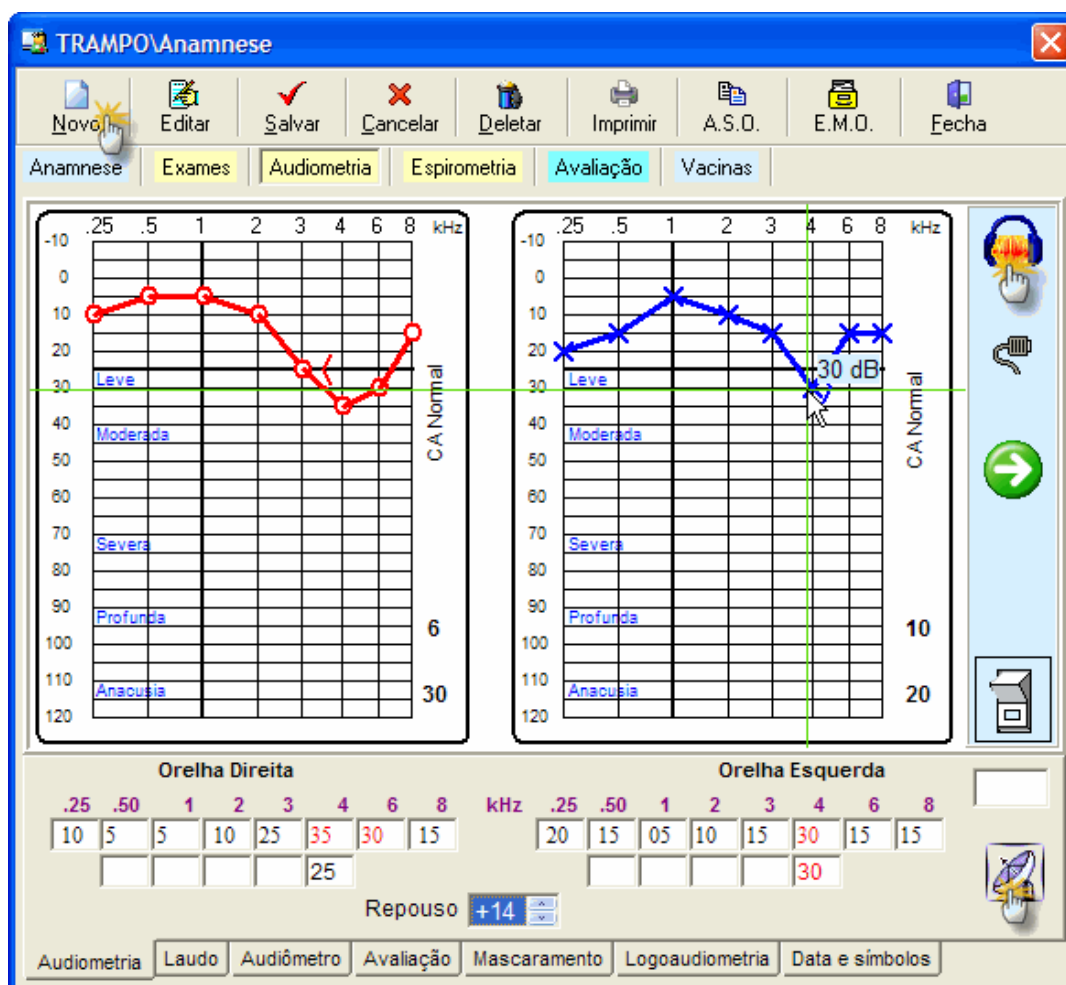 TRAMPO\Anamnese
Novo Editar Salvar Cancelar Deletar Imprimir A.S.O. E.M.O. Fecha
Anamnese Exames Audiometria Espirometria Avaliação Vacinas
.25 .5 1 2 3 4 6 8 kHz
-10
0
10
20
30
Leve
40
Moderada
50
60
70
Severa
80
90
Profunda
100
110
Anacusia
120
CA Normal
6
30
.25 .5 1 2 3 4 6 8 kHz
-10
0
10
20
30 dB
30
Leve
40
Moderada
50
60
70
Severa
80
90
Profunda
100
110
Anacusia
120
CA Normal
10
20
Orelha Direita Orelha Esquerda
.25 .50 1 2 3 4 6 8 kHz .25 .50 1 2 3 4 6 8
10 5 5 10 25 35 30 15 20 15 05 10 15 30 15 15
25 30
Repouso +14
Audiometria Laudo Audiômetro Avaliação Mascaramento Logoaudiometria Data e símbolos